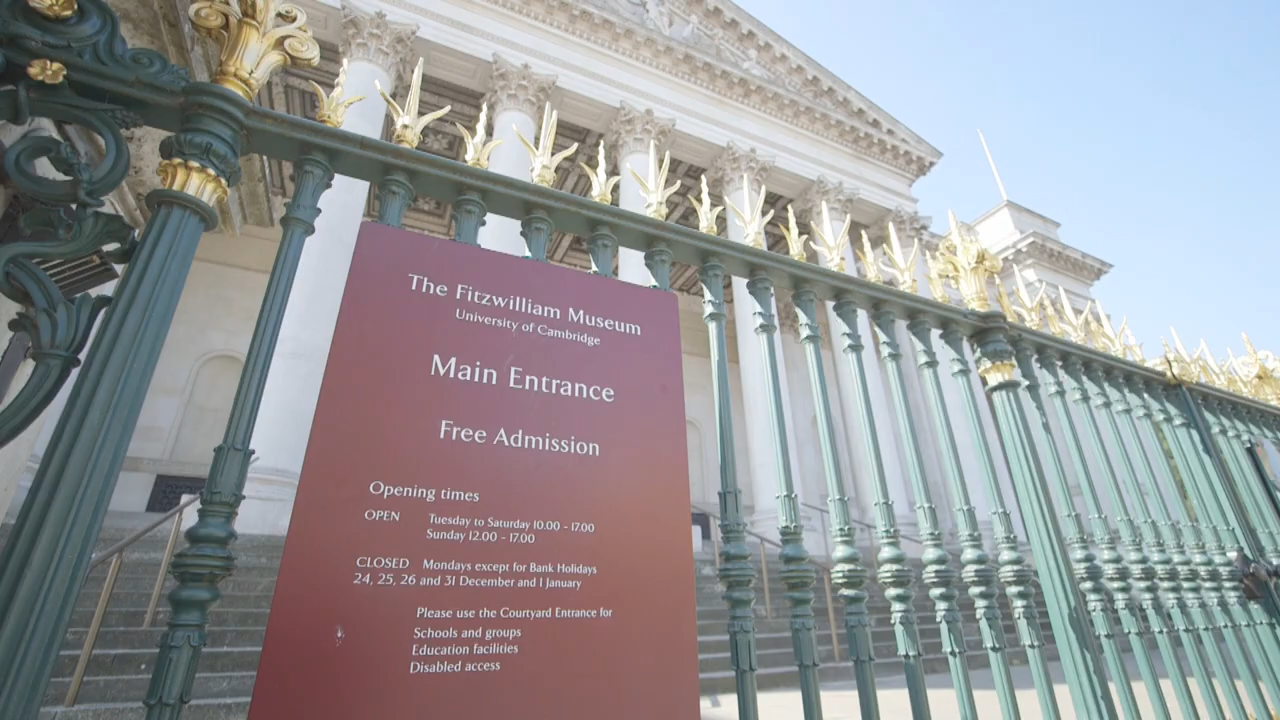 The Fitzwilliam Museum
University of Cambridge
Main Entrance
Free Admission
Opening times
OPEN Tuesday to Saturday 10.00 - 17.00
Sunday 12.00 - 17.00
CLOSED Mondays except for Bank Holidays
24, 25, 26 and 31 December and 1 January
Please use the Courtyard Entrance for
Schools and groups
Education facilities
Disabled access